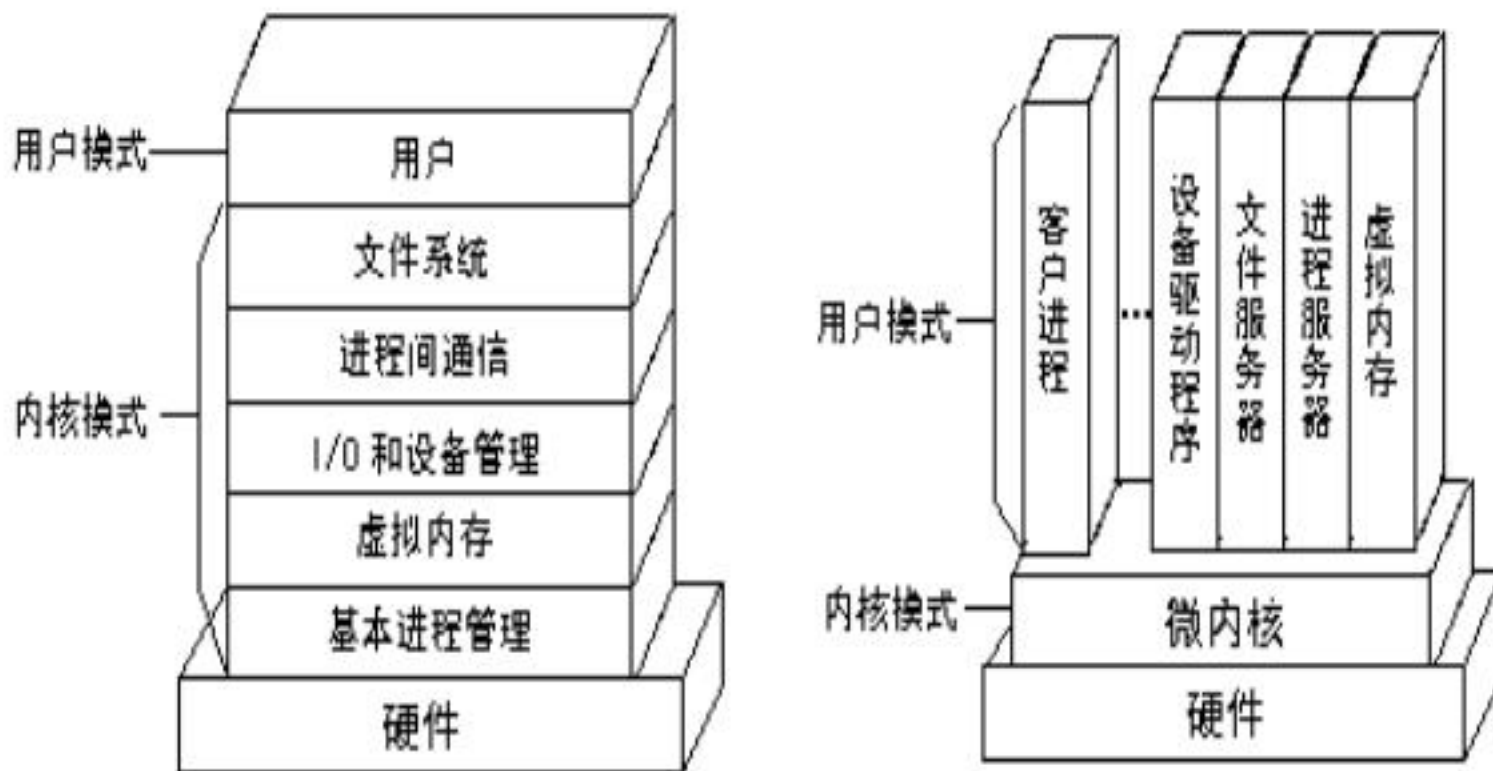 用户模式
用户
文件系统
进程间通信
内核模式
I/O 和设备管理
虚拟内存
基本进程管理
硬件
用户模式
客户进程
...
设备驱动程序
文件服务器
进程服务器
虚拟内存
内核模式
微内核
硬件